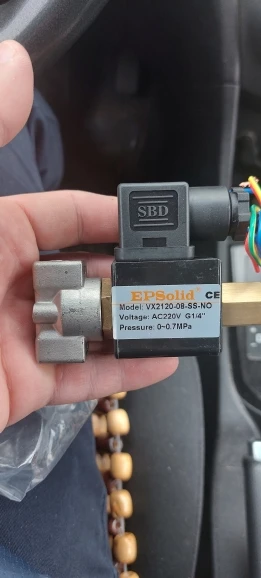 SBD
EPSolid CE
Model: VX2120-08-SS-NO
Voltage: AC220V G1/4"
Pressure: 0~0.7MPa